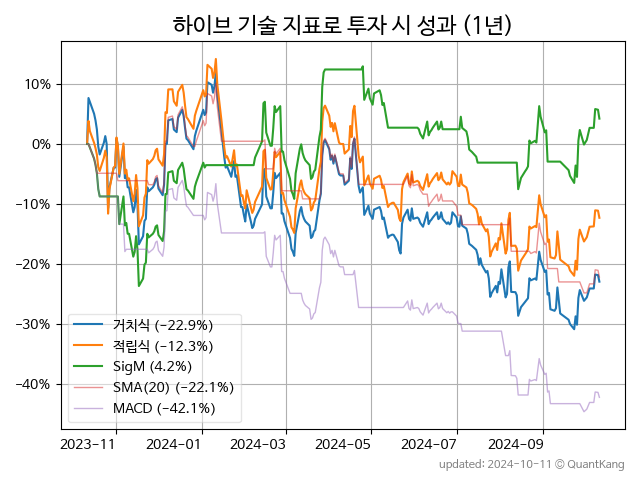 하이브 기술 지표로 투자 시 성과 (1년)
10%
0%
−10%
−20%
−30%
−40%
거치식 (−22.9%)
적립식 (−12.3%)
SigM (4.2%)
SMA(20) (−22.1%)
MACD (−42.1%)
2023-11 2024-01 2024-03 2024-05 2024-07 2024-09
updated: 2024-10-11 © QuantKang